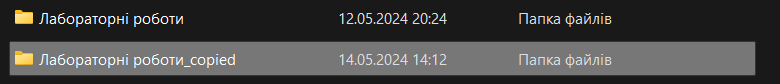 Лабораторні роботи 12.05.2024 20:24 Папка файлів
Лабораторні роботи_copied 14.05.2024 14:12 Папка файлів